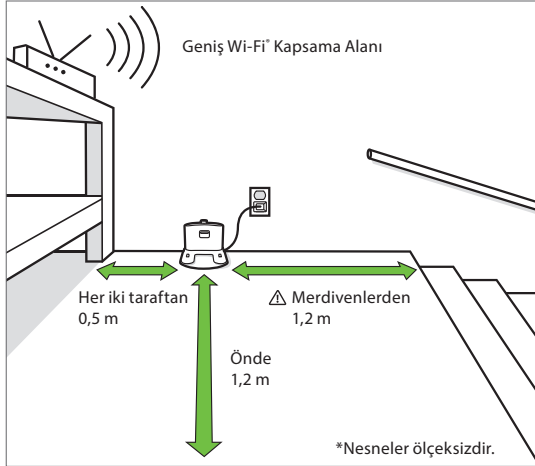 Geniş Wi-Fi® Kapsama Alanı
Her iki taraftan
0,5 m
⚠ Merdivenlerden
1,2 m
Önde
1,2 m
*Nesneler ölçeksizdir.